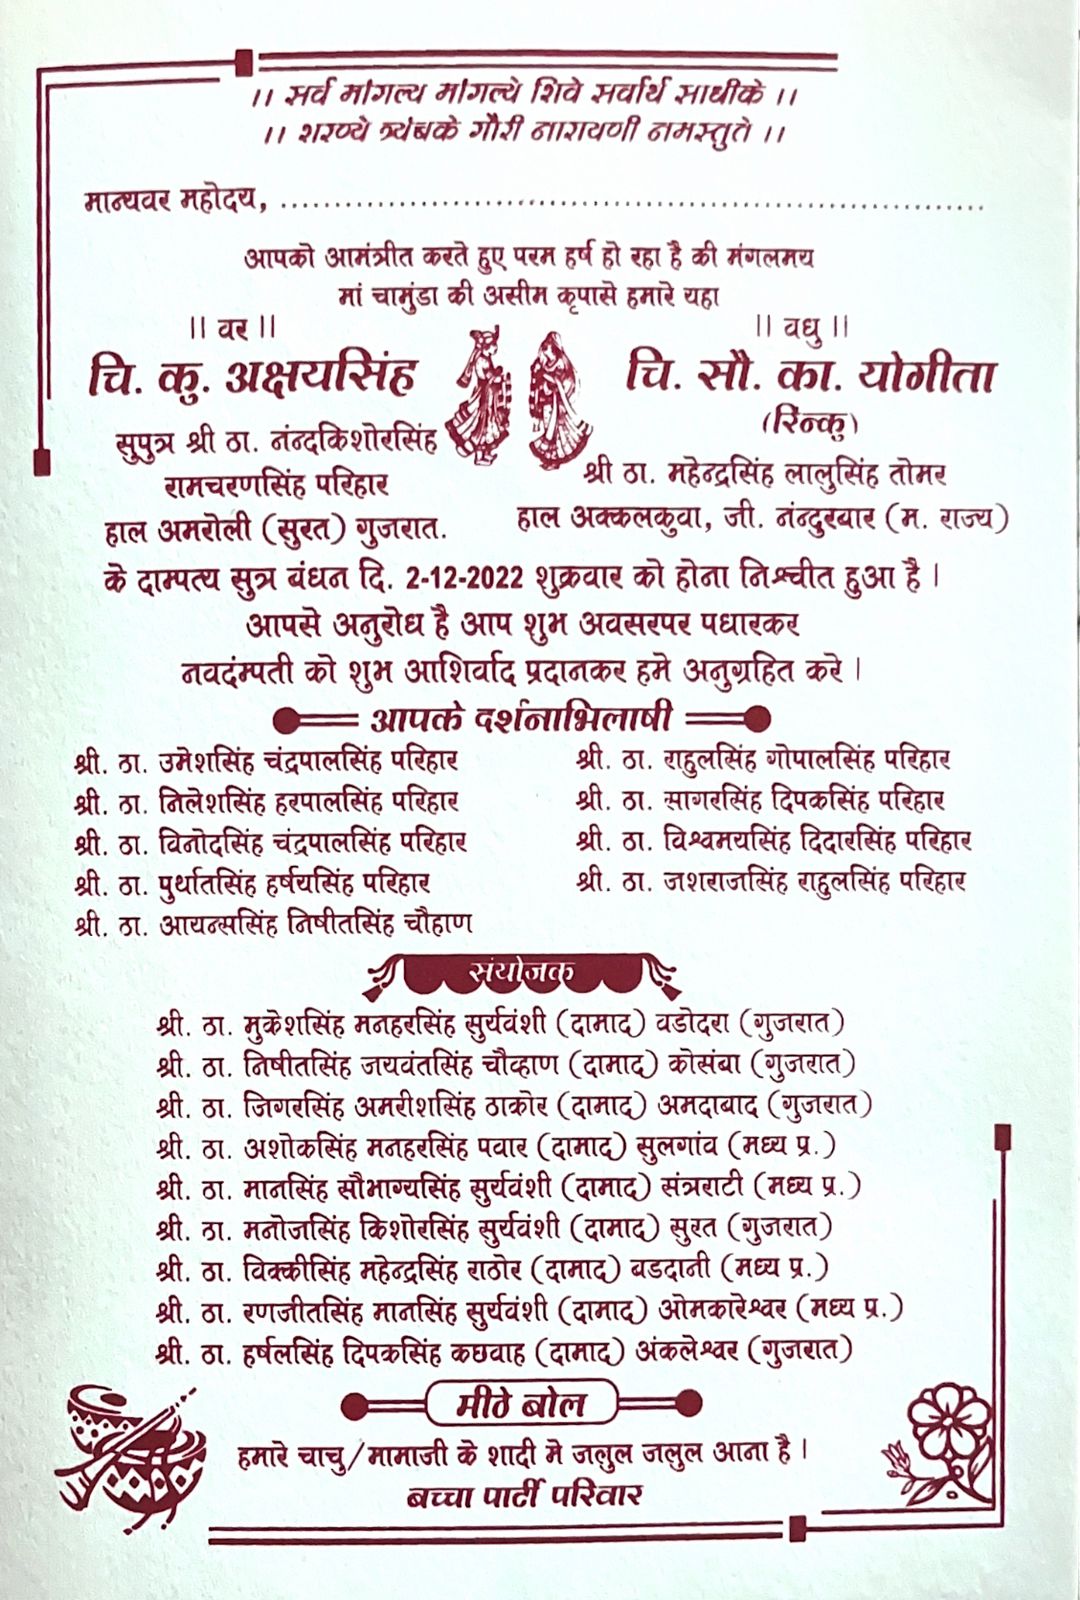 ।। सर्व मांगल्य मांगल्ये शिवे सर्वार्थ साधीके ।।
।। शरण्ये त्र्यंबके गौरी नारायणी नमस्तुते ।।
मान्यवर महोदय, ........................................................................
आपको आमंत्रीत करते हुए परम हर्ष हो रहा है की मंगलमय
मां चामुंडा की असीम कृपासे हमारे यहा
।। वर ।।
चि. कु. अक्षयसिंह
सुपुत्र श्री ठा. नंन्दकिशोरसिंह
रामचरणसिंह परिहार
हाल अमरोली (सुरत) गुजरात.
।। वधु ।।
चि. सौ. का. योगीता
(रिन्कु)
श्री ठा. महेन्द्रसिंह लालुसिंह तोमर
हाल अक्कलकुवा, जी. नंन्दुरबार (म. राज्य)
के दाम्पत्य सुत्र बंधन दि. 2-12-2022 शुक्रवार को होना निश्चीत हुआ है ।
आपसे अनुरोध है आप शुभ अवसरपर पधारकर
नवदंम्पती को शुभ आशिर्वाद प्रदानकर हमे अनुग्रहित करे ।
आपके दर्शनाभिलाषी
श्री. ठा. उमेशसिंह चंद्रपालसिंह परिहार
श्री. ठा. निलेशसिंह हरपालसिंह परिहार
श्री. ठा. विनोदसिंह चंद्रपालसिंह परिहार
श्री. ठा. पुर्थातसिंह हर्षयसिंह परिहार
श्री. ठा. आयन्ससिंह निषीतसिंह चौहाण
श्री. ठा. राहुलसिंह गोपालसिंह परिहार
श्री. ठा. सागरसिंह दिपकसिंह परिहार
श्री. ठा. विश्वमयसिंह दिदारसिंह परिहार
श्री. ठा. जशराजसिंह राहुलसिंह परिहार
संयोजक
श्री. ठा. मुकेशसिंह मनहरसिंह सुर्यवंशी (दामाद) वडोदरा (गुजरात)
श्री. ठा. निषीतसिंह जयवंतसिंह चौव्हाण (दामाद) कोसंबा (गुजरात)
श्री. ठा. जिगरसिंह अमरीशसिंह ठाकोर (दामाद) अमदाबाद (गुजरात)
श्री. ठा. अशोकसिंह मनहरसिंह पवार (दामाद) सुलगांव (मध्य प्र.)
श्री. ठा. मानसिंह सौभाग्यसिंह सुर्यवंशी (दामाद) संत्रराटी (मध्य प्र.)
श्री. ठा. मनोजसिंह किशोरसिंह सुर्यवंशी (दामाद) सुरत (गुजरात)
श्री. ठा. विक्कीसिंह महेन्द्रसिंह राठोर (दामाद) बडदानी (मध्य प्र.)
श्री. ठा. रणजीतसिंह मानसिंह सुर्यवंशी (दामाद) ओमकारेश्वर (मध्य प्र.)
श्री. ठा. हर्षलसिंह दिपकसिंह कछवाह (दामाद) अंकलेश्वर (गुजरात)
मीठे बोल
हमारे चाचु/मामाजी के शादी मे जलुल जलुल आना है ।
बच्चा पार्टी परिवार